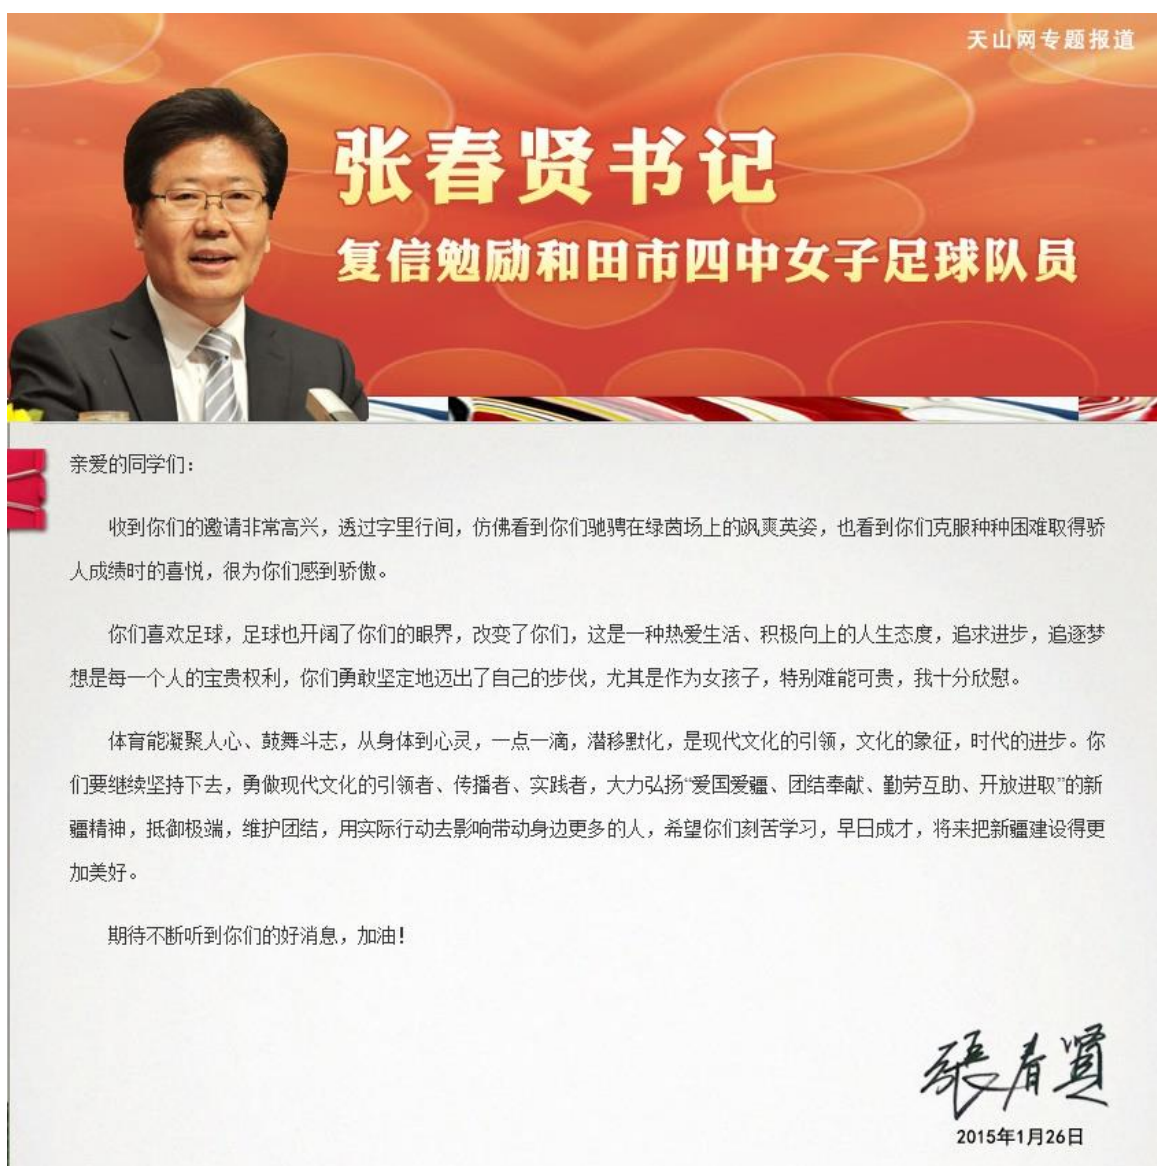 天山网专题报道
张春贤书记
复信勉励和田市四中女子足球队员
亲爱的同学们：
收到你们的邀请非常高兴，透过字里行间，仿佛看到你们驰骋在绿茵场上的飒爽英姿，也看到你们克服种种困难取得骄
人成绩时的喜悦，很为你们感到骄傲。
你们喜欢足球，足球也开阔了你们的眼界，改变了你们，这是一种热爱生活、积极向上的人生态度，追求进步，追逐梦
想是每一个人的宝贵权利，你们勇敢坚定地迈出了自己的步伐，尤其是作为女孩子，特别难能可贵，我十分欣慰。
体育能凝聚人心、鼓舞斗志，从身体到心灵，一点一滴，潜移默化，是现代文化的引领，文化的象征，时代的进步。你
们要继续坚持下去，勇做现代文化的引领者、传播者、实践者，大力弘扬“爱国爱疆、团结奉献、勤劳互助、开放进取”的新
疆精神，抵御极端，维护团结，用实际行动去影响带动身边更多的人，希望你们刻苦学习，早日成才，将来把新疆建设得更
加美好。
期待不断听到你们的好消息，加油！
張春賢
2015年1月26日